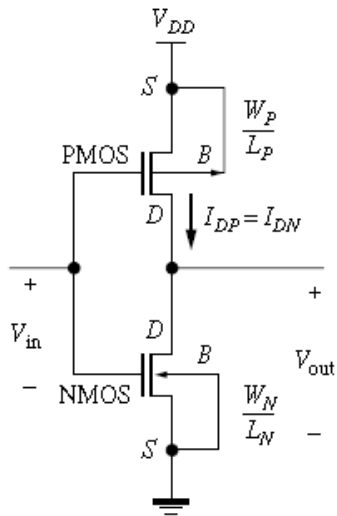 V_DD
S
W_P
L_P
PMOS
B
D
I_DP = I_DN
+
+
D
V_in
B
V_out
–
NMOS
W_N
L_N
–
S